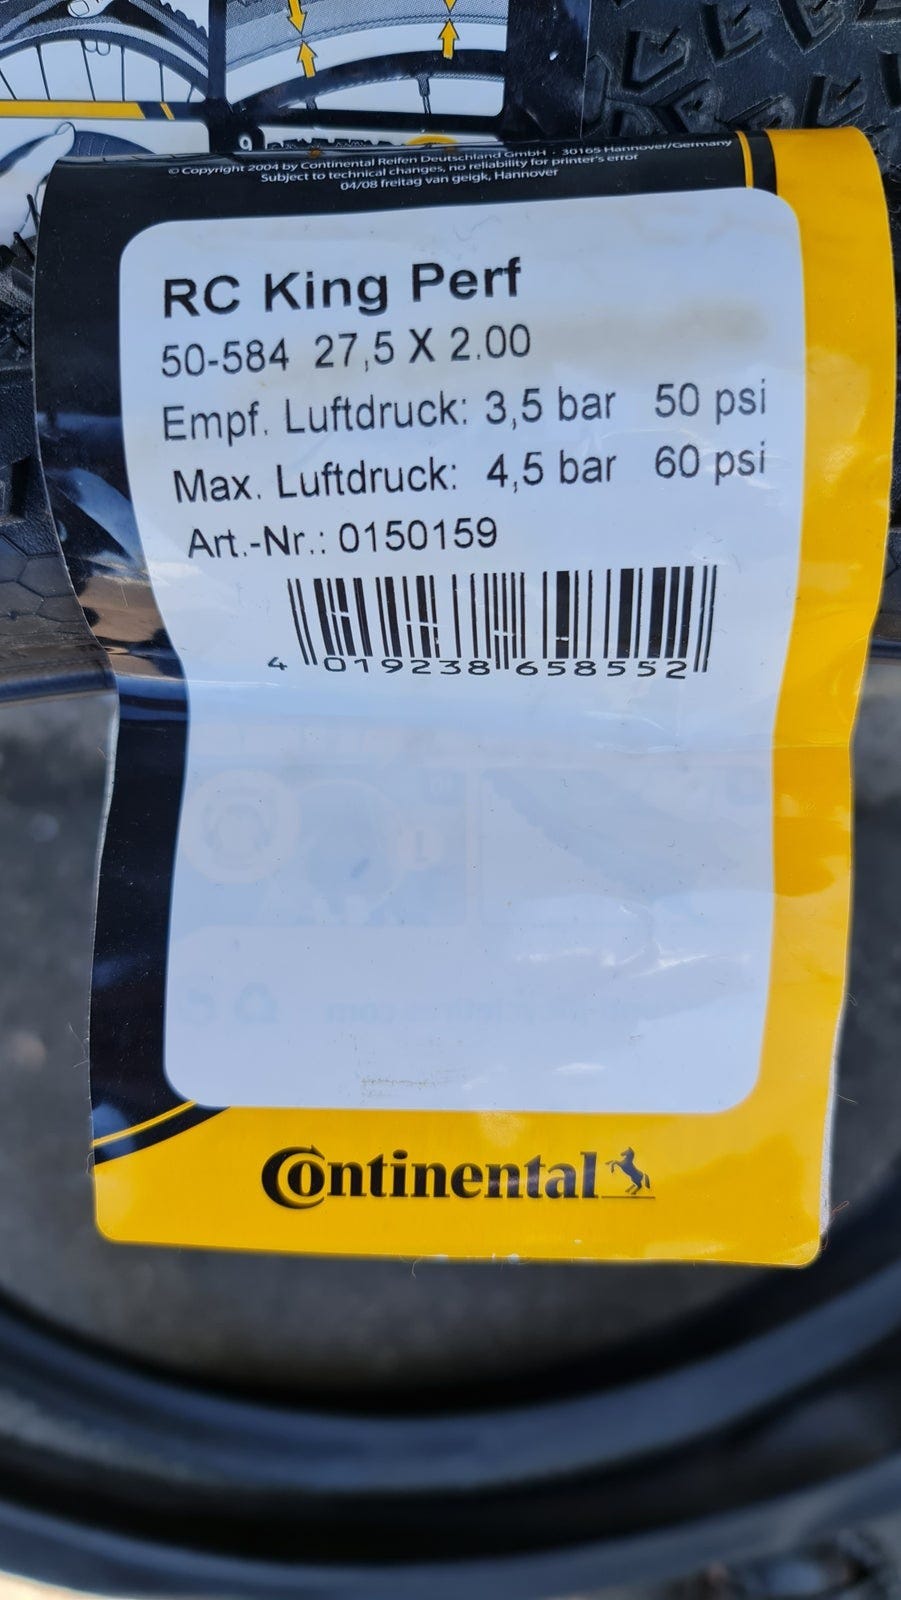 9
© Copyright 2004 by Continental Reifen Deutschland GmbH · 30165 Hannover/Germany
Subject to technical changes, no reliability for printer's error
04/08 freitag van geigk, Hannover
RC King Perf
50-584 27,5 X 2.00
Empf. Luftdruck: 3,5 bar 50 psi
Max. Luftdruck: 4,5 bar 60 psi
Art.-Nr.: 0150159
4 019238 658552
Continental